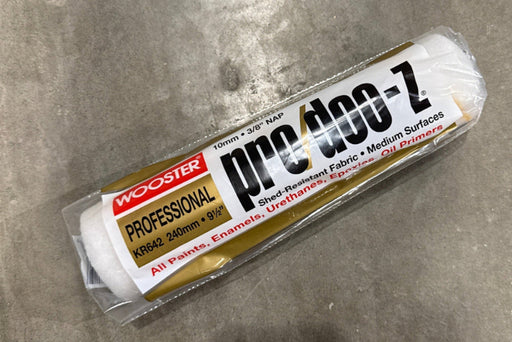 10mm • 3/8" NAP
pro/doo-Z®
Shed-Resistant Fabric • Medium Surfaces
WOOSTER
PROFESSIONAL
KR642 240mm • 9½"
All Paints, Enamels, Urethanes, Epoxies, Oil Primers